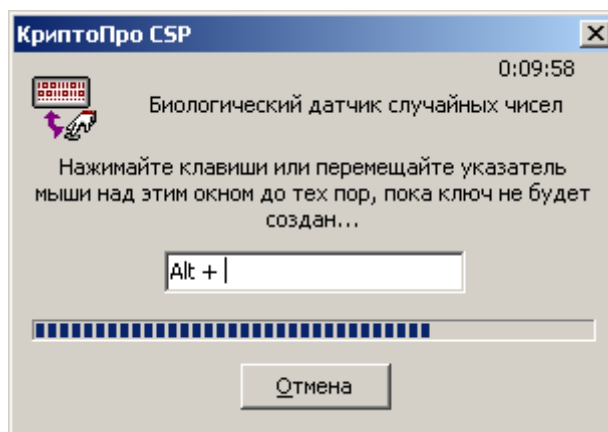 КриптоПро CSP
0:09:58
Биологический датчик случайных чисел
Нажимайте клавиши или перемещайте указатель
мыши над этим окном до тех пор, пока ключ не будет
создан...
Alt +
Отмена